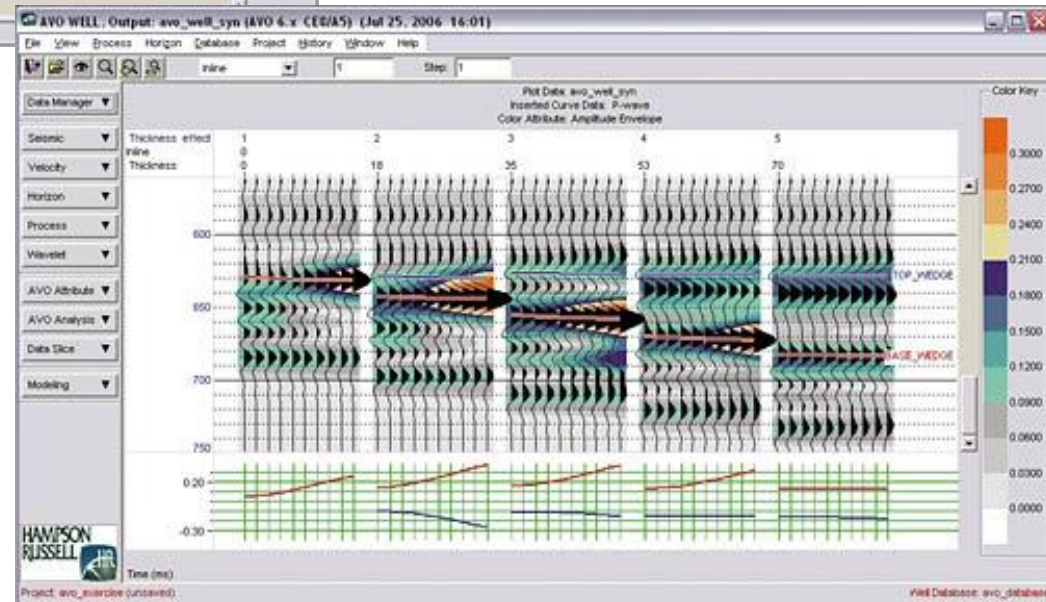 AVO WELL, Output: avo_well_syn (AVO 6.x CE8/A5) (Jul 25, 2006 16:01)
File View Process Horizon Database Project History Window Help
Inline 1 Step: 1
Plot Data: avo_well_syn
Inserted Curve Data: P-wave
Color Attribute: Amplitude Envelope
Color Key
Data Manager
Seismic
Velocity
Horizon
Process
Wavelet
AVO Attribute
AVO Analysis
Data Slice
Modeling
Thickness effect 1 2 3 4 5
Inline 0
Thickness 0 18 35 53 70
600
650
700
750
TOP_WEDGE
BASE_WEDGE
0.3000
0.2700
0.2400
0.2100
0.1800
0.1500
0.1200
0.0900
0.0600
0.0300
0.0000
0.20
-0.30
HAMPSON
RUSSELL
HR
Time (ms)
Project: avo_exercise (unsaved)
Well Database: avo_database